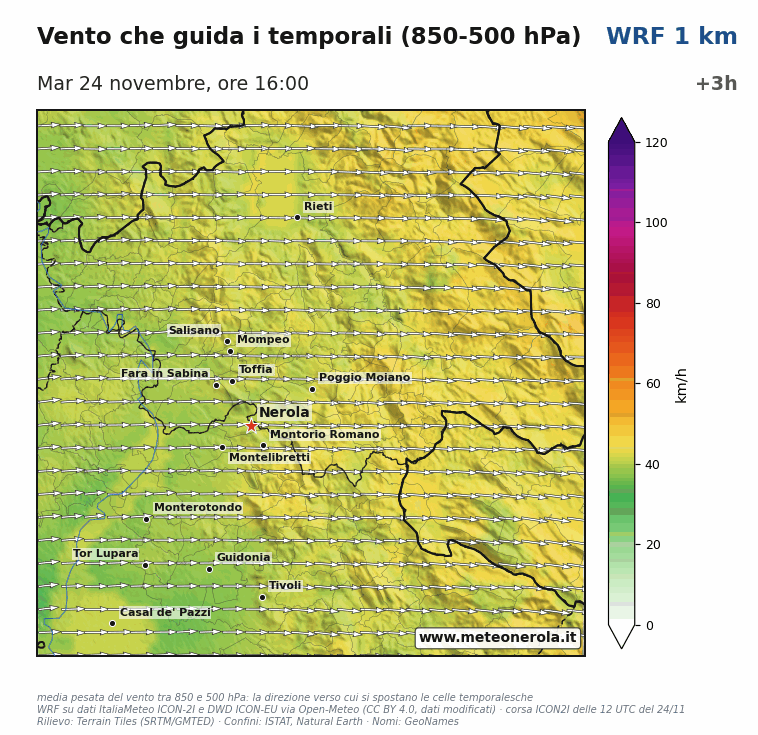 Vento che guida i temporali (850-500 hPa) WRF 1 km
Mar 24 novembre, ore 16:00 +3h
Rieti
Salisano
Mompeo
Toffia
Fara in Sabina
Poggio Moiano
Nerola
Montorio Romano
Montelibretti
Monterotondo
Tor Lupara
Guidonia
Tivoli
Casal de' Pazzi
www.meteonerola.it
120
100
80
60
40
20
0
km/h
media pesata del vento tra 850 e 500 hPa: la direzione verso cui si spostano le celle temporalesche
WRF su dati ItaliaMeteo ICON-2I e DWD ICON-EU via Open-Meteo (CC BY 4.0, dati modificati) · corsa ICON2I delle 12 UTC del 24/11
Rilievo: Terrain Tiles (SRTM/GMTED) · Confini: ISTAT, Natural Earth · Nomi: GeoNames